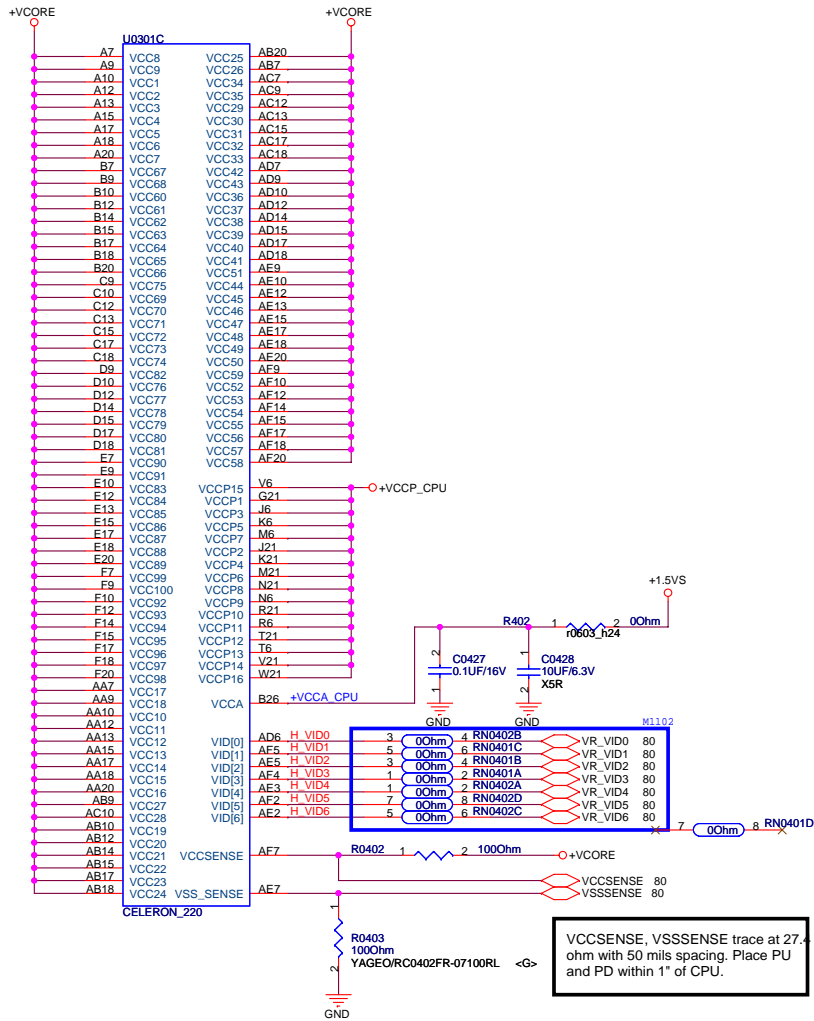 +VCORE +VCORE
U0301C
A7 VCC8 VCC25 AB20
A9 VCC9 VCC26 AB7
A10 VCC1 VCC34 AC7
A12 VCC2 VCC35 AC9
A13 VCC3 VCC29 AC12
A15 VCC4 VCC30 AC13
A17 VCC5 VCC31 AC15
A18 VCC6 VCC32 AC17
A20 VCC7 VCC33 AC18
B7 VCC67 VCC42 AD7
B9 VCC68 VCC43 AD9
B10 VCC60 VCC36 AD10
B12 VCC61 VCC37 AD12
B14 VCC62 VCC38 AD14
B15 VCC63 VCC39 AD15
B17 VCC64 VCC40 AD17
B18 VCC65 VCC41 AD18
B20 VCC66 VCC51 AE9
C9 VCC75 VCC44 AE10
C10 VCC69 VCC45 AE12
C12 VCC70 VCC46 AE13
C13 VCC71 VCC47 AE15
C15 VCC72 VCC48 AE17
C17 VCC73 VCC49 AE18
C18 VCC74 VCC50 AE20
D9 VCC82 VCC59 AF9
D10 VCC76 VCC52 AF10
D12 VCC77 VCC53 AF12
D14 VCC78 VCC54 AF14
D15 VCC79 VCC55 AF15
D17 VCC80 VCC56 AF17
D18 VCC81 VCC57 AF18
E7 VCC90 VCC58 AF20
E9 VCC91
E10 VCC83 VCCP15 V6 +VCCP_CPU
E12 VCC84 VCCP1 G21
E13 VCC85 VCCP3 J6
E15 VCC86 VCCP5 K6
E17 VCC87 VCCP7 M6
E18 VCC88 VCCP2 J21
E20 VCC89 VCCP4 K21
F7 VCC99 VCCP6 M21
F9 VCC100 VCCP8 N21
F10 VCC92 VCCP9 N6
F12 VCC93 VCCP10 R21
F14 VCC94 VCCP11 R6
F15 VCC95 VCCP12 T21
F17 VCC96 VCCP13 T6
F18 VCC97 VCCP14 V21
F20 VCC98 VCCP16 W21
AA7 VCC17
AA9 VCC18 VCCA B26 +VCCA_CPU
AA10 VCC10
AA12 VCC11
AA13 VCC12 VID[0] AD6 H_VID0 3 0Ohm 4 RN0402B VR_VID0 80
AA15 VCC13 VID[1] AF5 H_VID1 5 0Ohm 6 RN0401C VR_VID1 80
AA17 VCC14 VID[2] AE5 H_VID2 3 0Ohm 4 RN0401B VR_VID2 80
AA18 VCC15 VID[3] AF4 H_VID3 1 0Ohm 2 RN0401A VR_VID3 80
AA20 VCC16 VID[4] AE3 H_VID4 1 0Ohm 2 RN0402A VR_VID4 80
AB9 VCC27 VID[5] AF2 H_VID5 7 0Ohm 8 RN0402D VR_VID5 80
AC10 VCC28 VID[6] AE2 H_VID6 5 0Ohm 6 RN0402C VR_VID6 80
AB10 VCC19
AB12 VCC20
AB14 VCC21 VCCSENSE AF7
AB15 VCC22
AB17 VCC23
AB18 VCC24 VSS_SENSE AE7
CELERON_220
+1.5VS
R402 1 2 0Ohm
r0603_h24
2 C0427
0.1UF/16V
1
GND
1 C0428
10UF/6.3V
2 X5R
GND
M1102
7 0Ohm 8 RN0401D
R0402 1 2 100Ohm +VCORE
VCCSENSE 80
VSSSENSE 80
1
R0403
100Ohm
2 YAGEO/RC0402FR-07100RL <G>
GND
VCCSENSE, VSSSENSE trace at 27.4
ohm with 50 mils spacing. Place PU
and PD within 1" of CPU.